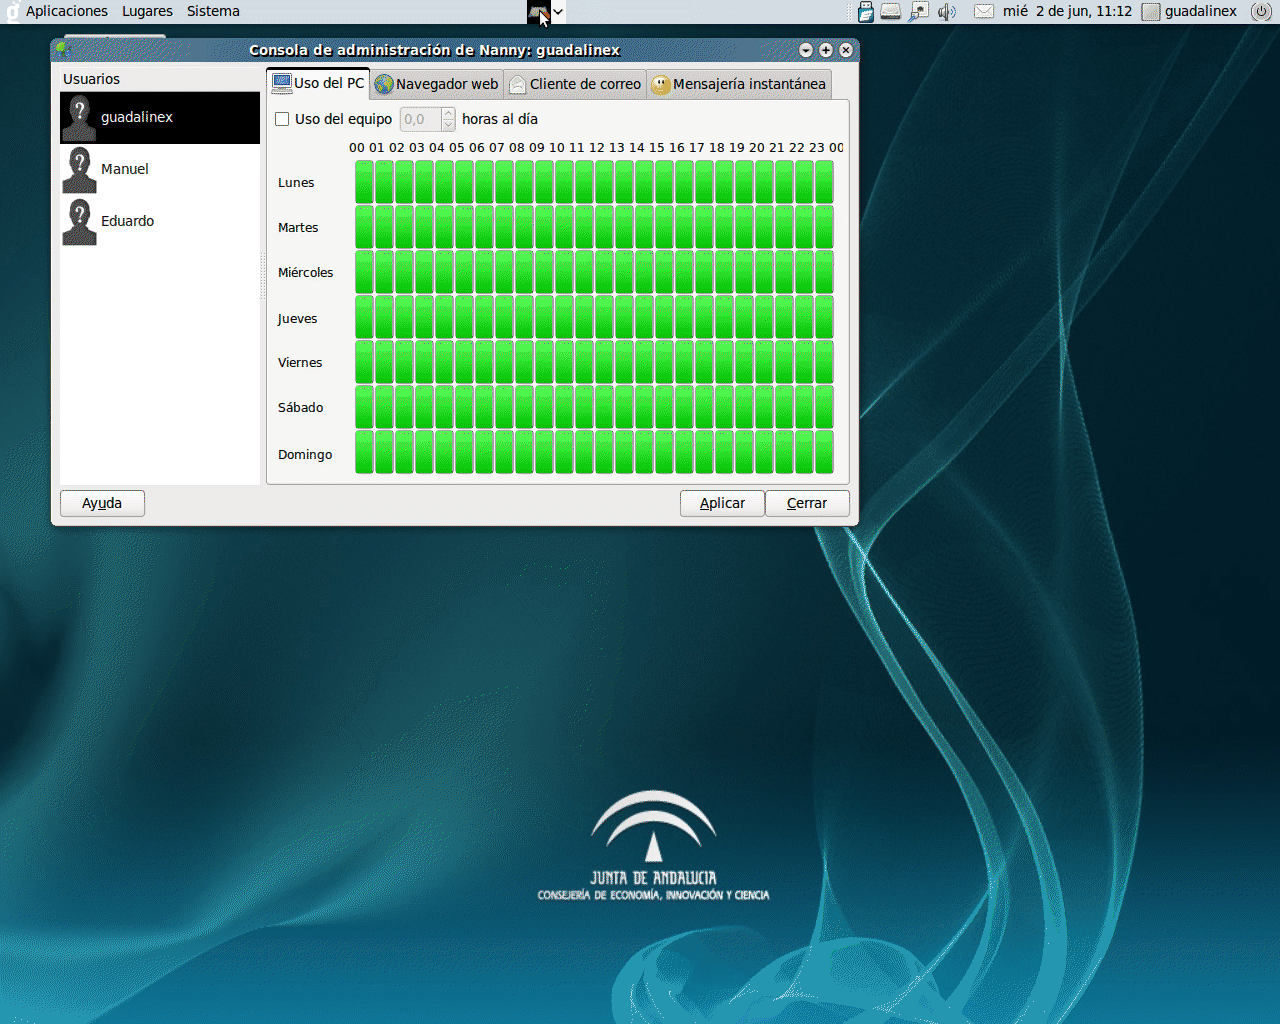 Aplicaciones Lugares Sistema mié 2 de jun, 11:12 guadalinex
Consola de administración de Nanny: guadalinex
Usuarios
guadalinex
Manuel
Eduardo
Uso del PC Navegador web Cliente de correo Mensajería instantánea
Uso del equipo 0,0 horas al día
00 01 02 03 04 05 06 07 08 09 10 11 12 13 14 15 16 17 18 19 20 21 22 23 00
Lunes
Martes
Miércoles
Jueves
Viernes
Sábado
Domingo
Ayuda Aplicar Cerrar
JUNTA DE ANDALUCIA
CONSEJERÍA DE ECONOMÍA, INNOVACIÓN Y CIENCIA